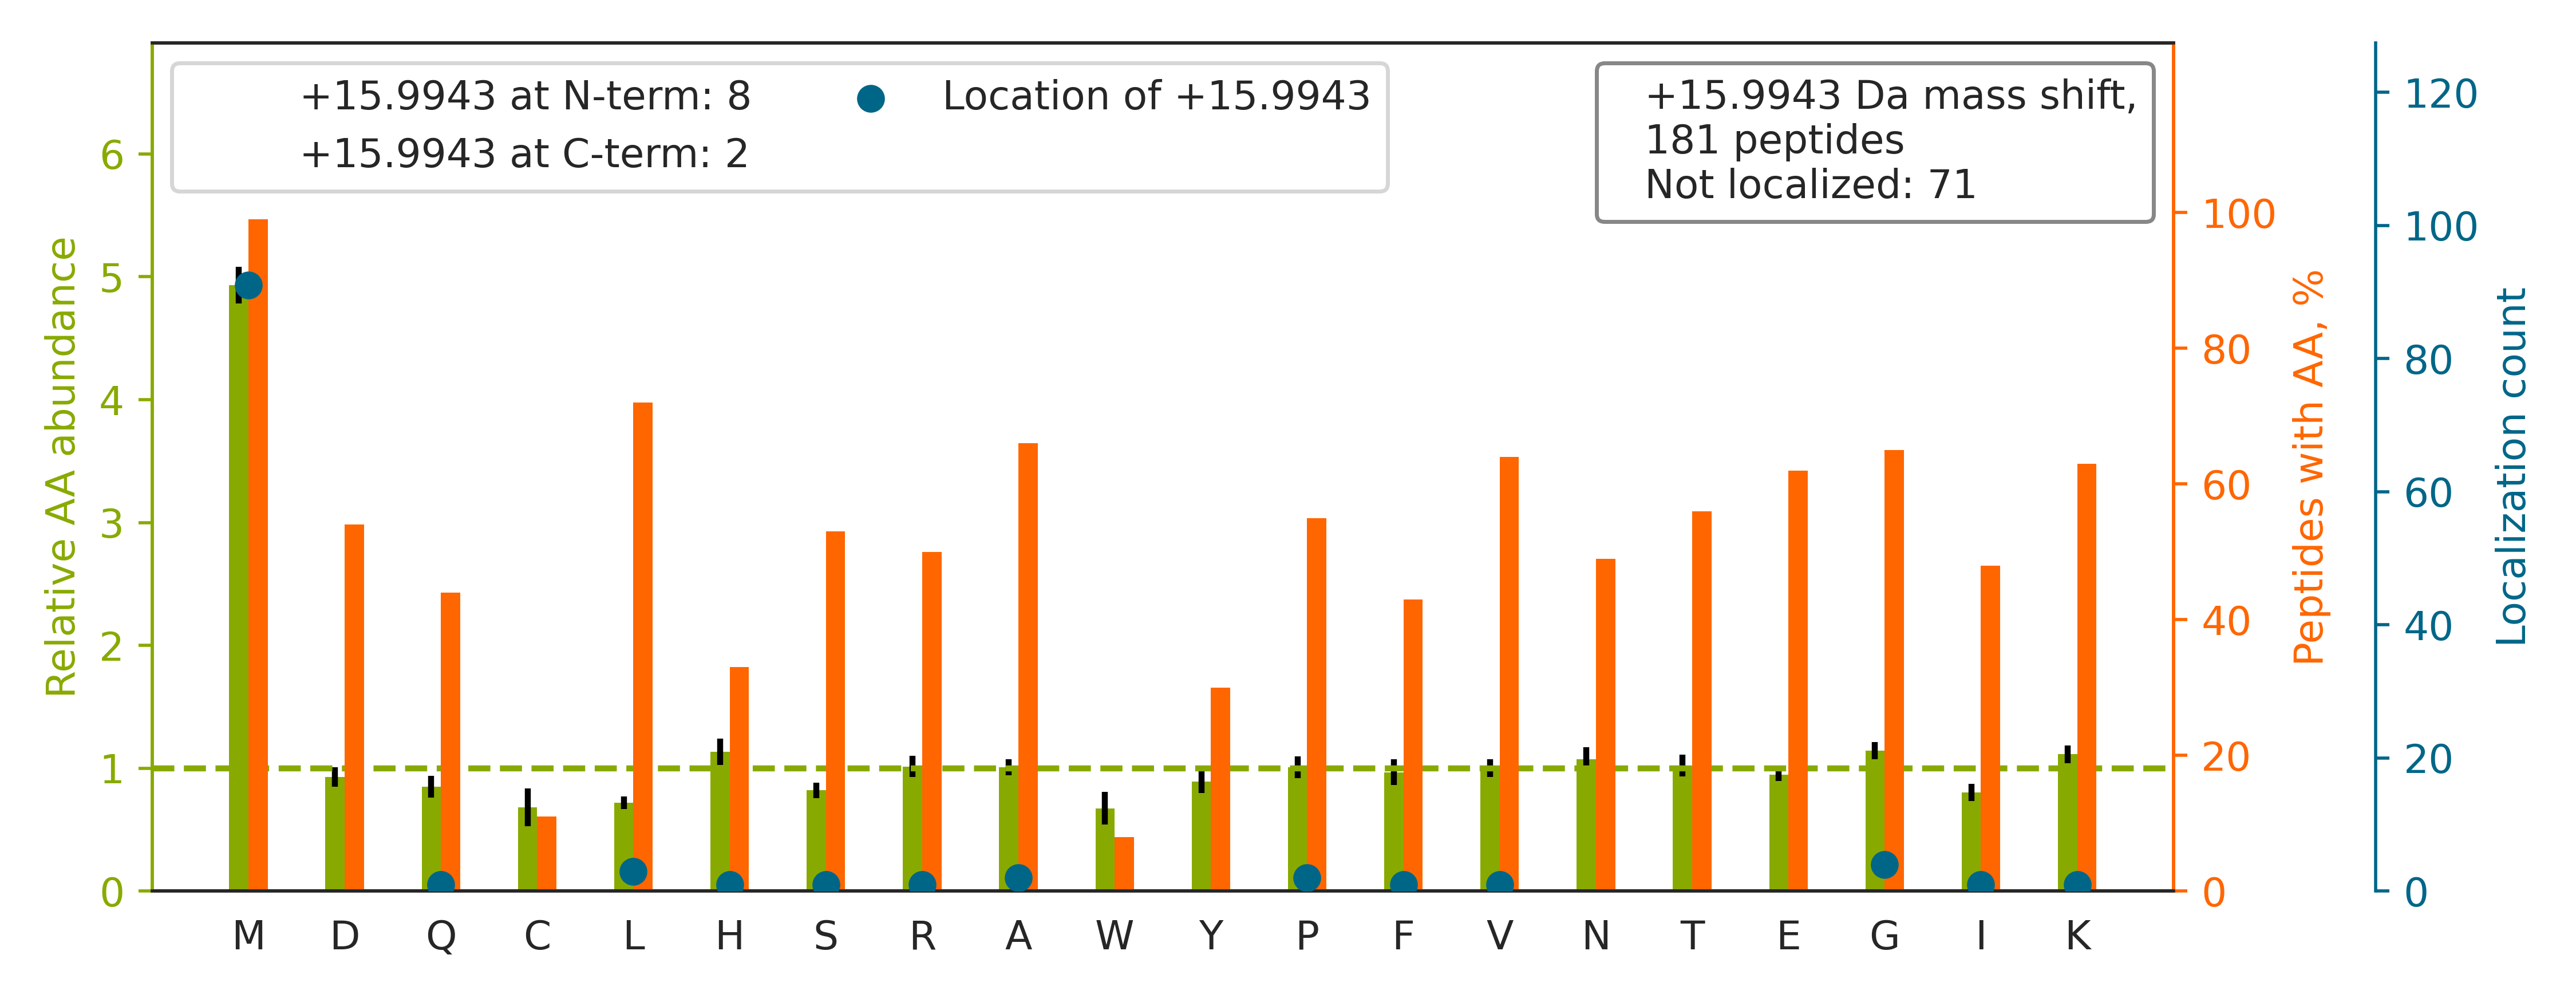 +15.9943 at N-term: 8
+15.9943 at C-term: 2
Location of +15.9943
+15.9943 Da mass shift,
181 peptides
Not localized: 71
Relative AA abundance
6
5
4
3
2
1
0
Peptides with AA, %
100
80
60
40
20
0
Localization count
120
100
80
60
40
20
0
M D Q C L H S R A W Y P F V N T E G I K